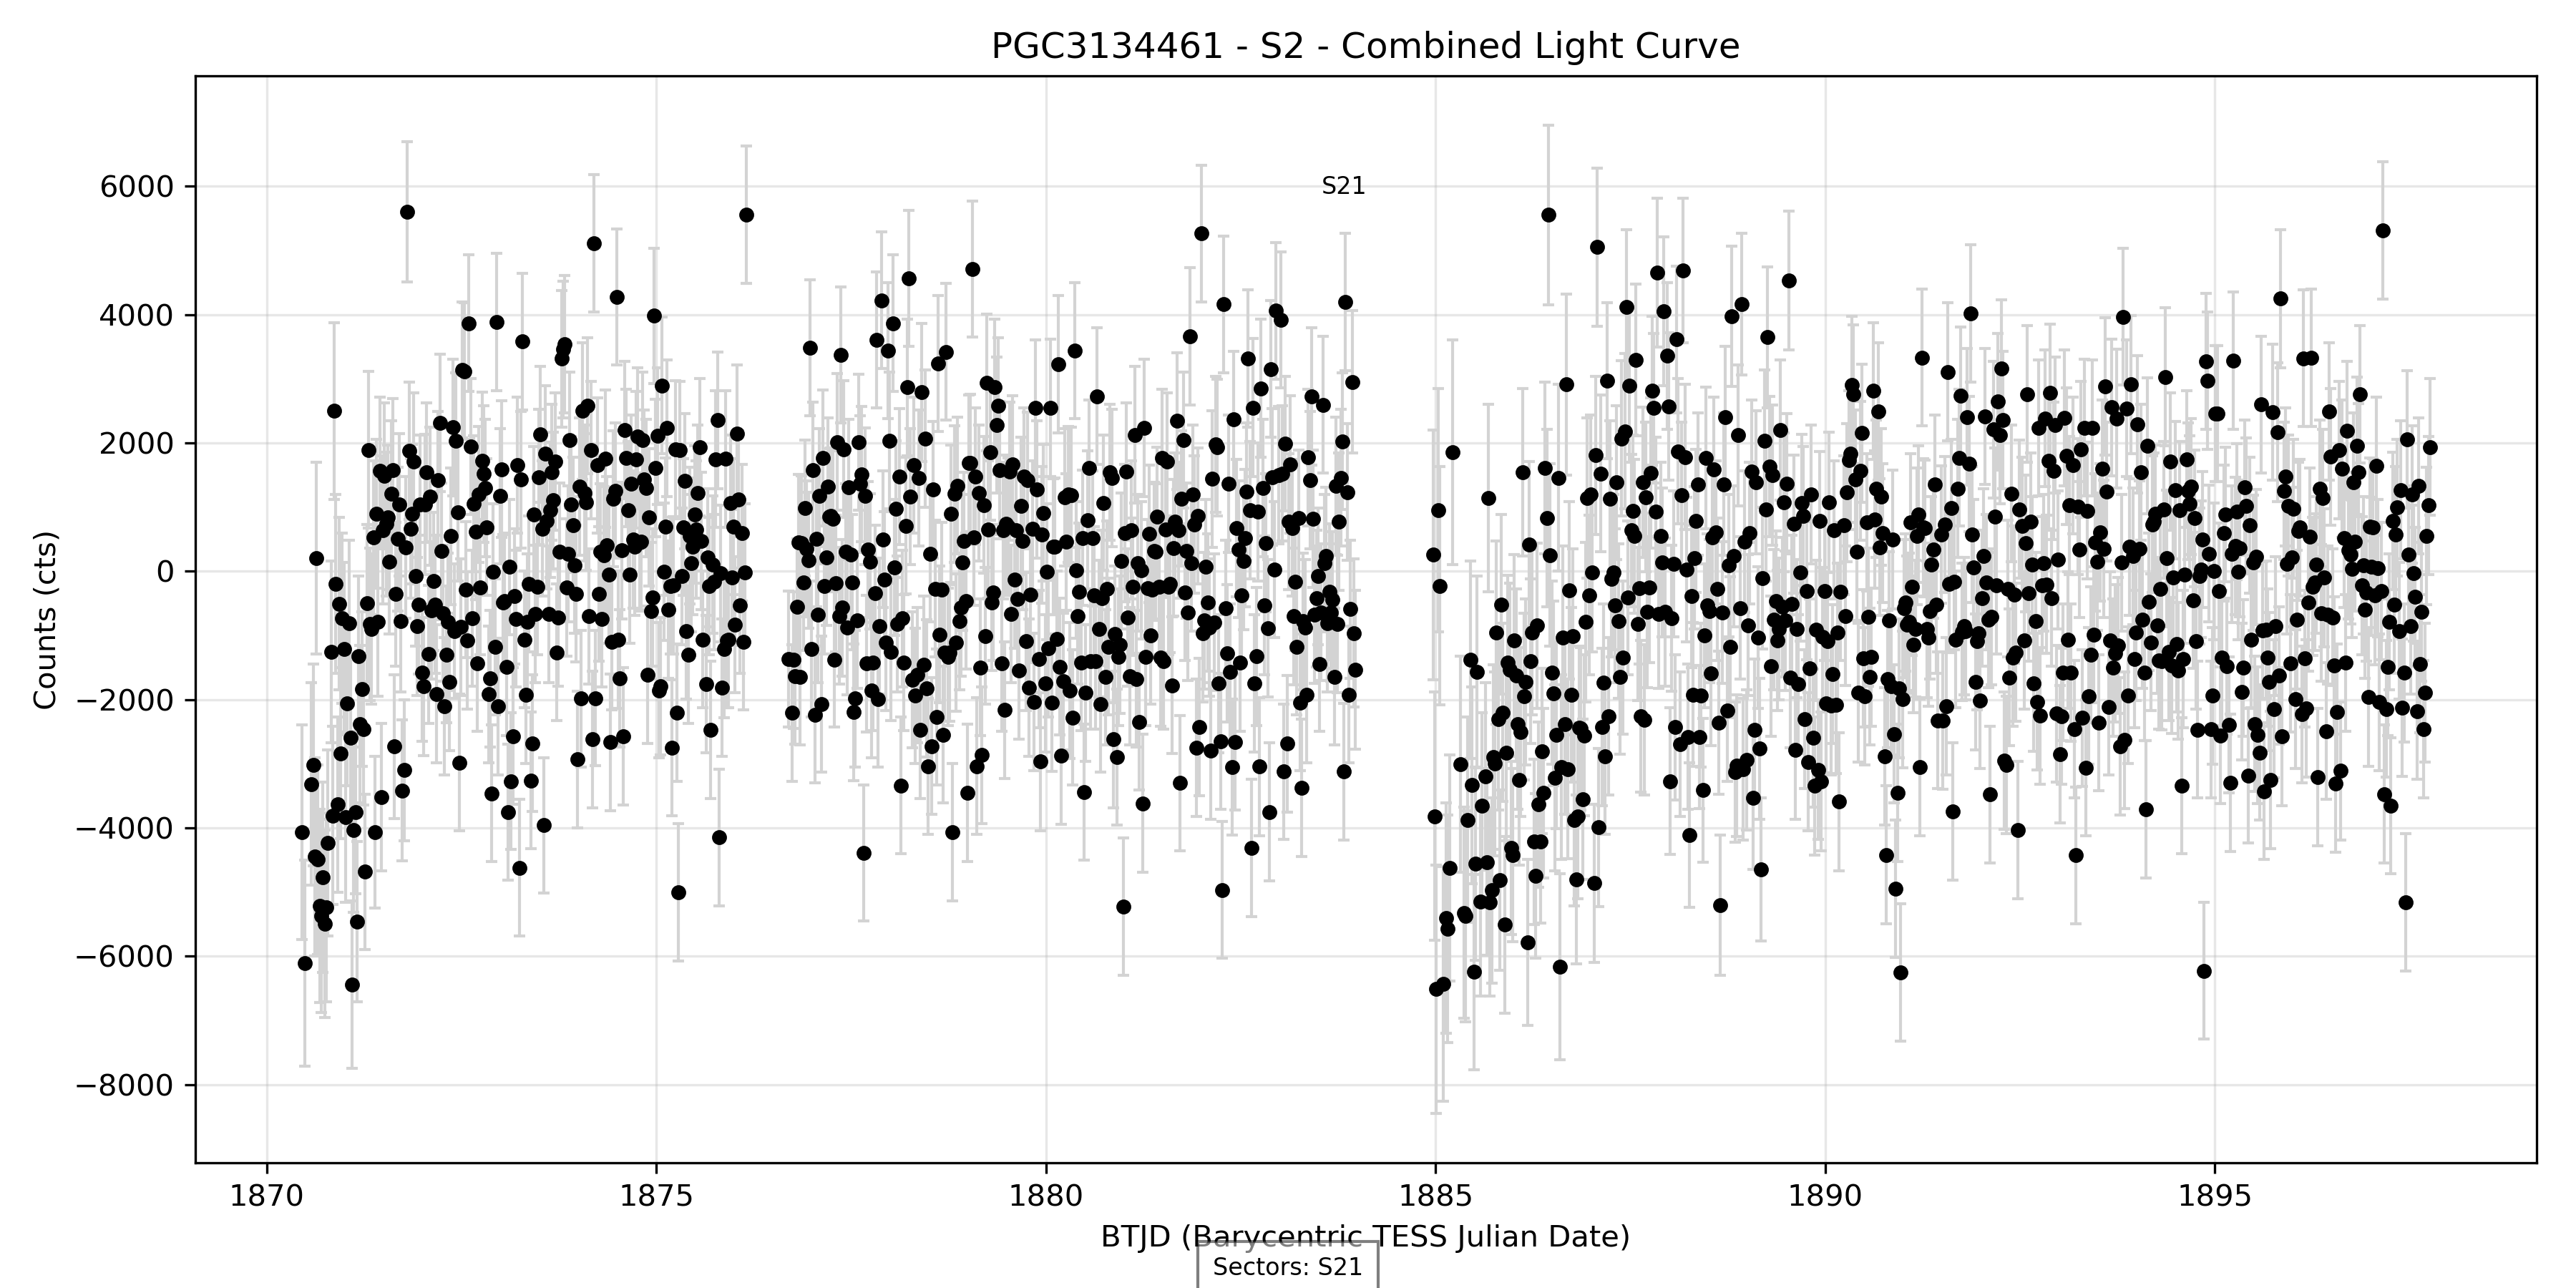 PGC3134461 - S2 - Combined Light Curve
S21
6000
4000
2000
0
−2000
−4000
−6000
−8000
Counts (cts)
1870 1875 1880 1885 1890 1895
BTJD (Barycentric TESS Julian Date)
Sectors: S21